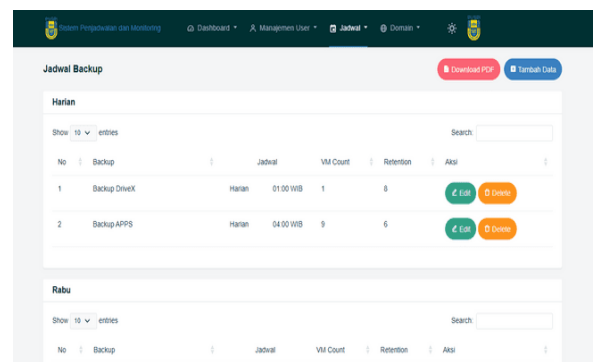 Sistem Penjadwalan dan Monitoring Dashboard Manajemen User Jadwal Domain
Jadwal Backup Download PDF Tambah Data
Harian
Show 10 entries Search:
No Backup Jadwal VM Count Retention Aksi
1 Backup DriveX Harian 01:00 WIB 1 8 Edit Delete
2 Backup APPS Harian 04:00 WIB 9 6 Edit Delete
Rabu
Show 10 entries Search:
No Backup Jadwal VM Count Retention Aksi